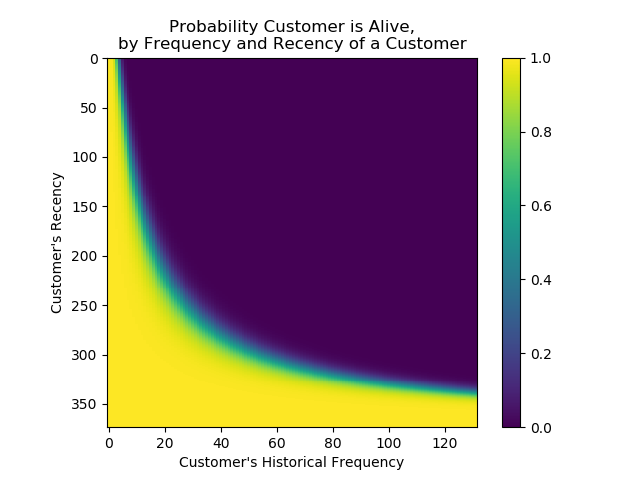 Probability Customer is Alive,
by Frequency and Recency of a Customer
0
50
100
150
200
250
300
350
Customer's Recency
0 20 40 60 80 100 120
Customer's Historical Frequency
1.0
0.8
0.6
0.4
0.2
0.0